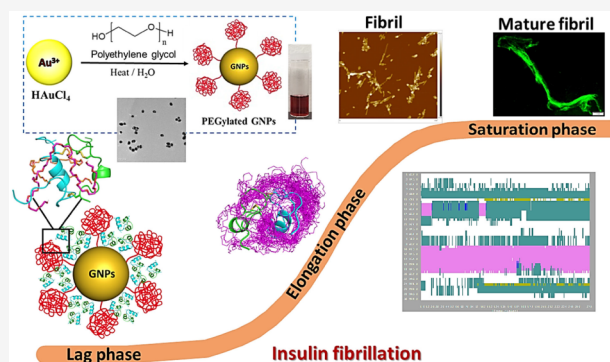 HO
O
H
n
Au³⁺
Polyethylene glycol
Heat / H₂O
HAuCl₄
GNPs
PEGylated GNPs
Fibril
Mature fibril
Saturation phase
Elongation phase
GNPs
Lag phase
Insulin fibrillation